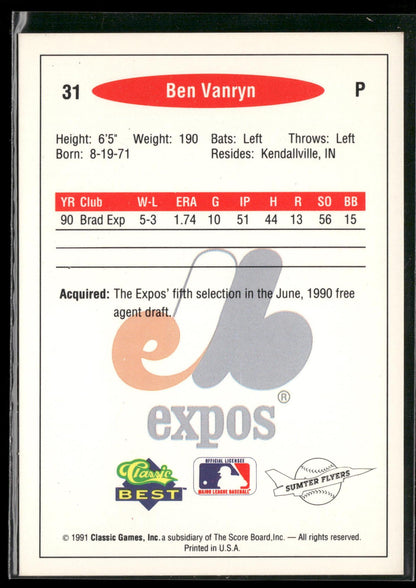 31 Ben Vanryn P
Height: 6'5" Weight: 190 Bats: Left Throws: Left
Born: 8-19-71 Resides: Kendallville, IN
YR Club W-L ERA G IP H R SO BB
90 Brad Exp 5-3 1.74 10 51 44 13 56 15
Acquired: The Expos' fifth selection in the June, 1990 free
agent draft.
expos®
Classic
BEST
OFFICIAL LICENSEE
MAJOR LEAGUE BASEBALL
SUMTER FLYERS
© 1991 Classic Games, Inc. a subsidiary of The Score Board,Inc. — All rights reserved.
Printed in U.S.A.